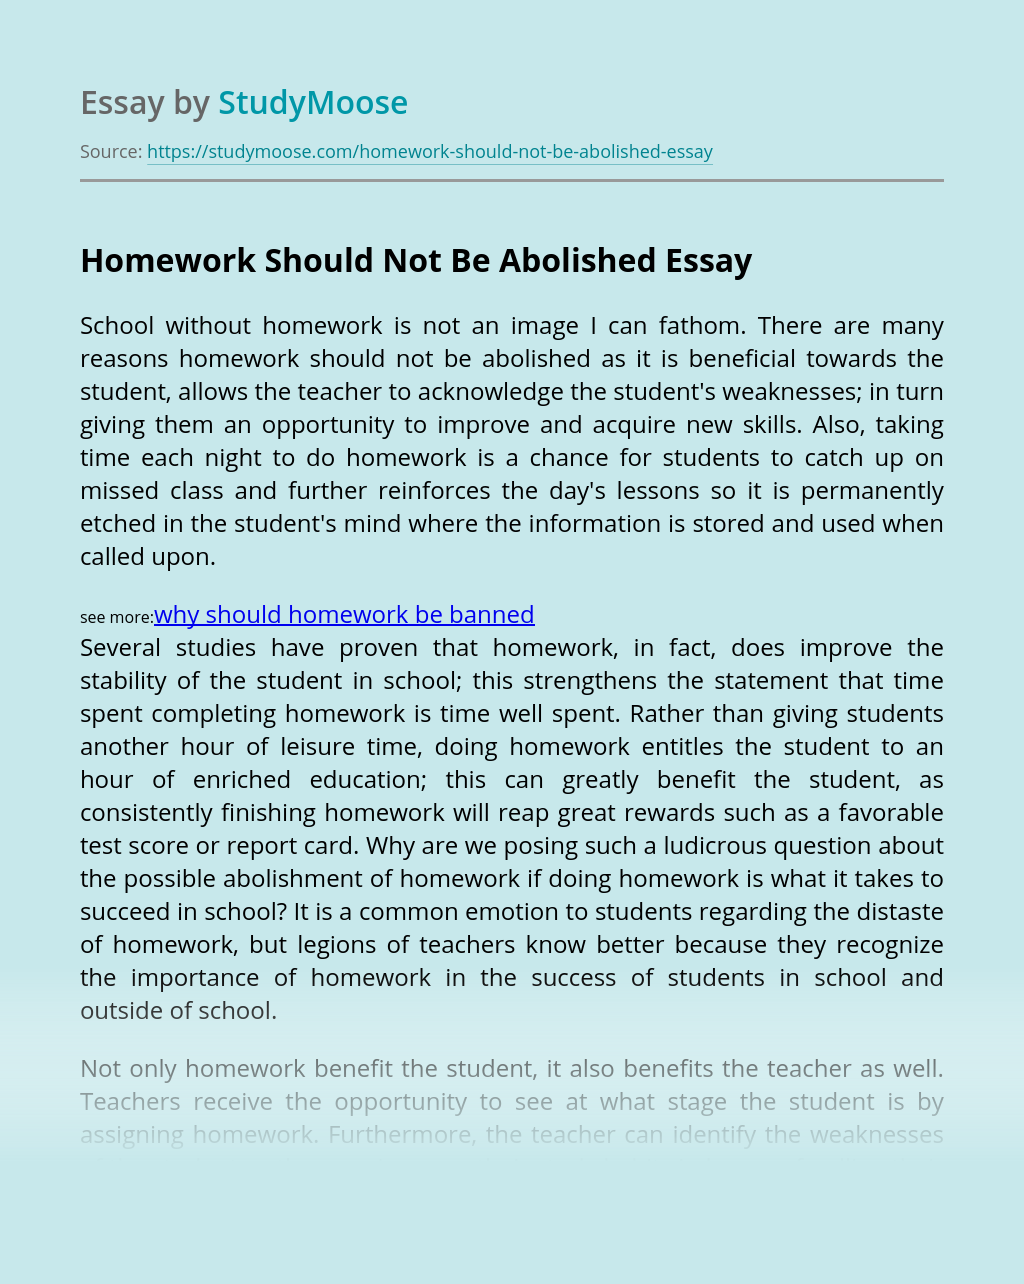 Essay by StudyMoose
Source: https://studymoose.com/homework-should-not-be-abolished-essay
Homework Should Not Be Abolished Essay
School without homework is not an image I can fathom. There are many
reasons homework should not be abolished as it is beneficial towards the
student, allows the teacher to acknowledge the student's weaknesses; in turn
giving them an opportunity to improve and acquire new skills. Also, taking
time each night to do homework is a chance for students to catch up on
missed class and further reinforces the day's lessons so it is permanently
etched in the student's mind where the information is stored and used when
called upon.
see more:why should homework be banned
Several studies have proven that homework, in fact, does improve the
stability of the student in school; this strengthens the statement that time
spent completing homework is time well spent. Rather than giving students
another hour of leisure time, doing homework entitles the student to an
hour of enriched education; this can greatly benefit the student, as
consistently finishing homework will reap great rewards such as a favorable
test score or report card. Why are we posing such a ludicrous question about
the possible abolishment of homework if doing homework is what it takes to
succeed in school? It is a common emotion to students regarding the distaste
of homework, but legions of teachers know better because they recognize
the importance of homework in the success of students in school and
outside of school.
Not only homework benefit the student, it also benefits the teacher as well.
Teachers receive the opportunity to see at what stage the student is by
assigning homework. Furthermore, the teacher can identify the weaknesses